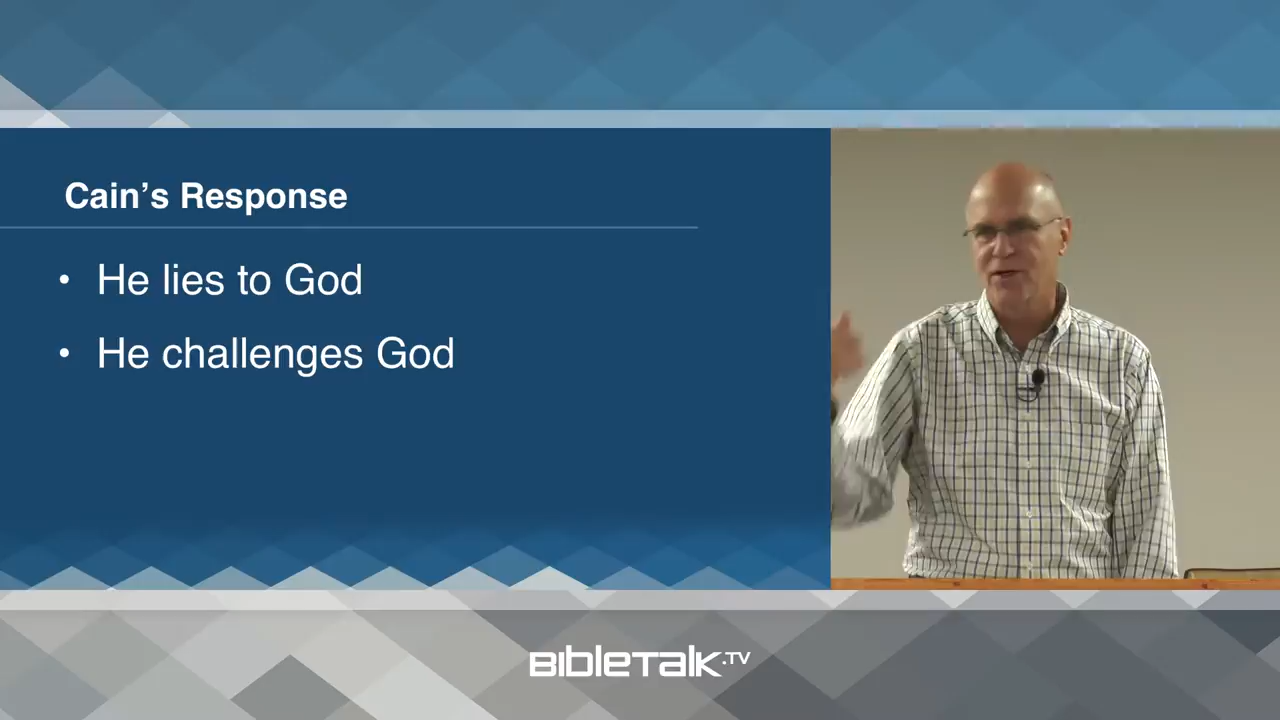 Cain’s Response
• He lies to God
• He challenges God
BIBLETALK.TV